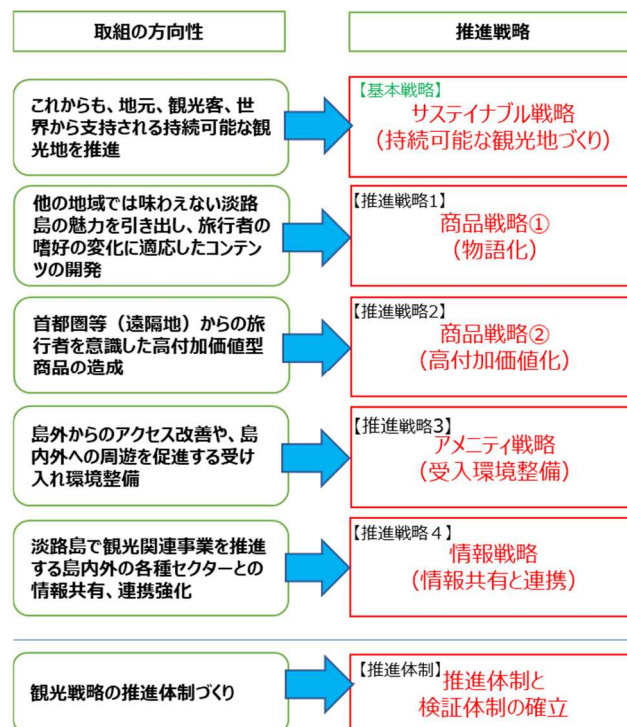 取組の方向性
推進戦略
これからも、地元、観光客、世
界から支持される持続可能な観
光地を推進
【基本戦略】
サステイナブル戦略
（持続可能な観光地づくり）
他の地域では味わえない淡路
島の魅力を引き出し、旅行者の
嗜好の変化に適応したコンテン
ツの開発
【推進戦略1】
商品戦略①
（物語化）
首都圏等（遠隔地）からの旅
行者を意識した高付加価値型
商品の造成
【推進戦略2】
商品戦略②
（高付加価値化）
島外からのアクセス改善や、島
内外への周遊を促進する受け
入れ環境整備
【推進戦略3】
アメニティ戦略
（受入環境整備）
淡路島で観光関連事業を推進
する島内外の各種セクターとの
情報共有、連携強化
【推進戦略４】
情報戦略
（情報共有と連携）
観光戦略の推進体制づくり
【推進体制】
推進体制と
検証体制の確立